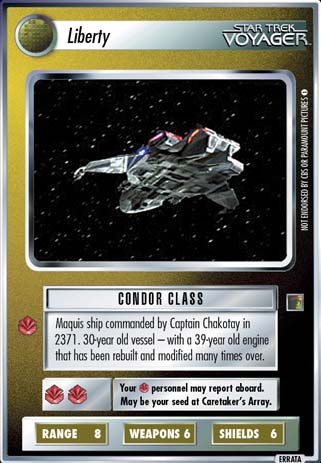 Liberty
STAR TREK
VOYAGER
NOT ENDORSED BY CBS OR PARAMOUNT PICTURES
CONDOR CLASS
Maquis ship commanded by Captain Chakotay in
2371. 30-year old vessel – with a 39-year old engine
that has been rebuilt and modified many times over.
Your personnel may report aboard.
May be your seed at Caretaker's Array.
RANGE 8 WEAPONS 6 SHIELDS 6
ERRATA